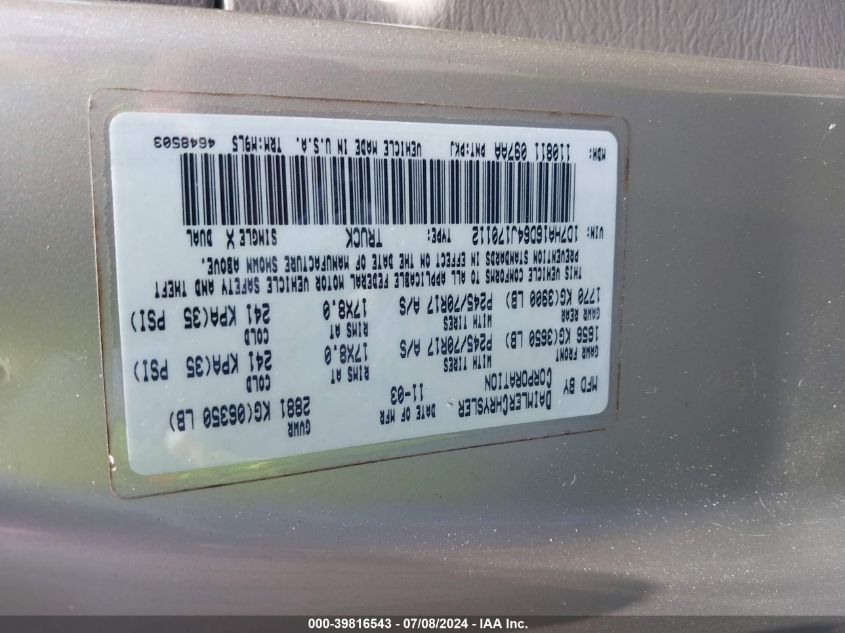 MFD BY DAIMLERCHRYSLER CORPORATION DATE OF MFR 11-03 GVWR 2881 KG(06350 LB)
GAWR FRONT WITH TIRES RIMS AT COLD
1656 KG(3650 LB) P245/70R17 A/S 17X8.0 241 KPA(35 PSI)
GAWR REAR WITH TIRES RIMS AT COLD
1770 KG(3900 LB) P245/70R17 A/S 17X8.0 241 KPA(35 PSI)
THIS VEHICLE CONFORMS TO ALL APPLICABLE FEDERAL MOTOR VEHICLE SAFETY AND THEFT
PREVENTION STANDARDS IN EFFECT ON THE DATE OF MANUFACTURE SHOWN ABOVE.
VIN: 1D7HA16D64J170112 TYPE: TRUCK SINGLE X DUAL
MDH: 110811 097AA PNT:PKJ VEHICLE MADE IN U.S.A. TRM:M9L5 4648503
000-39816543 - 07/08/2024 - IAA Inc.